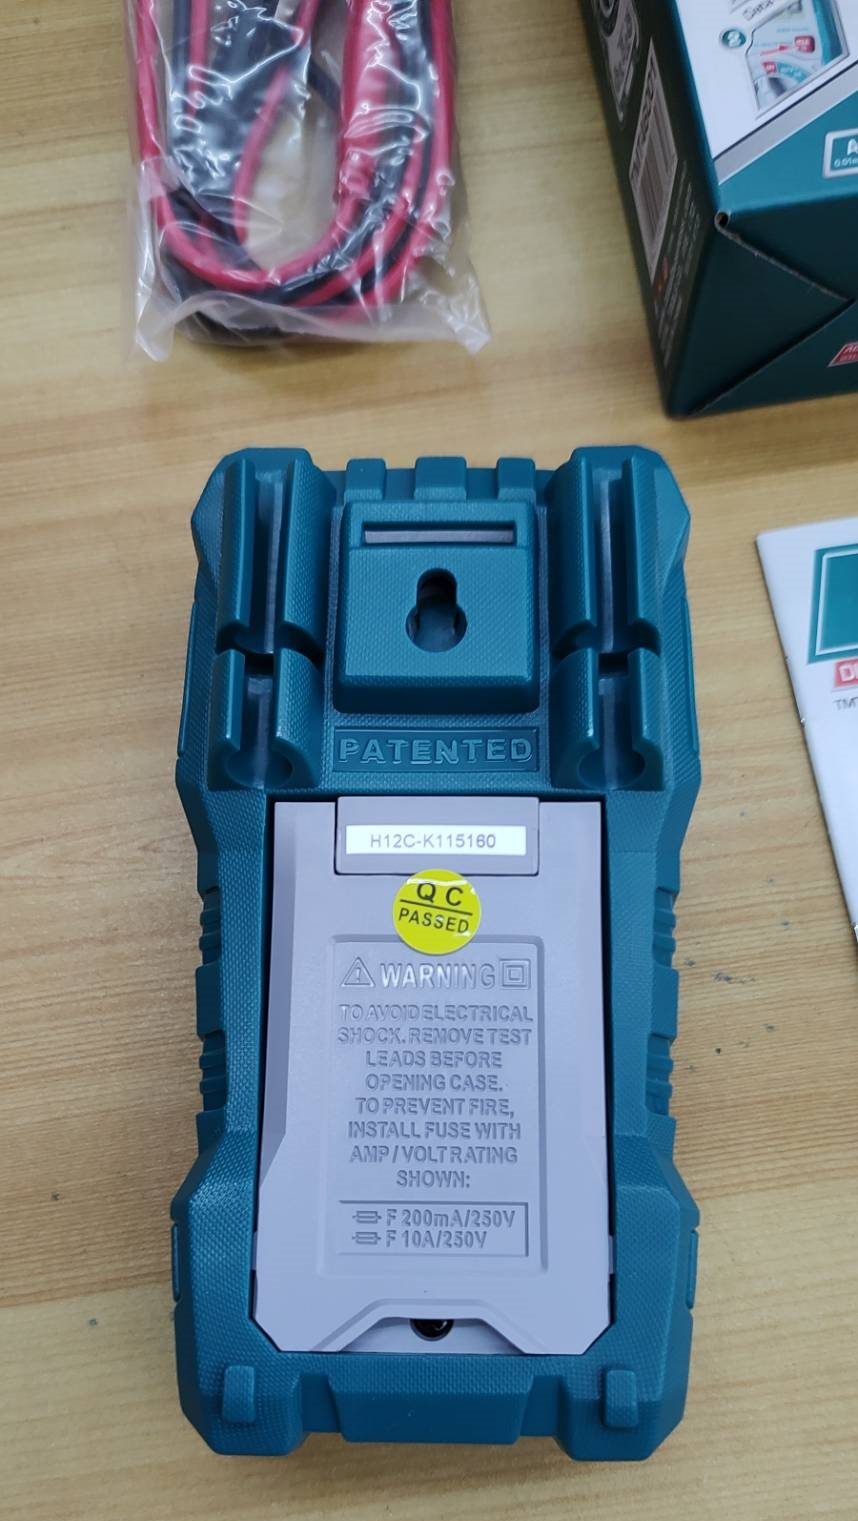 PATENTED
H12C-K115160
QC
PASSED
WARNING
TO AVOID ELECTRICAL
SHOCK. REMOVE TEST
LEADS BEFORE
OPENING CASE.
TO PREVENT FIRE,
INSTALL FUSE WITH
AMP / VOLT RATING
SHOWN:
F 200mA/250V
F 10A/250V